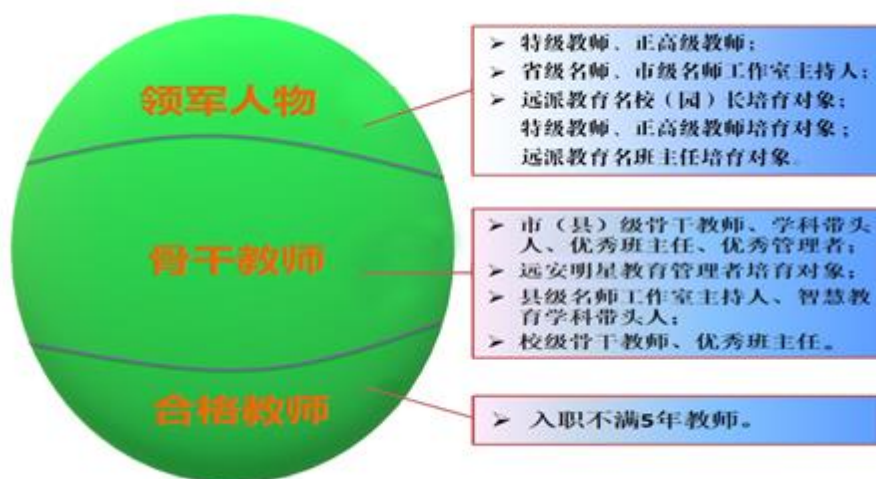 领军人物
➢ 特级教师、正高级教师；
➢ 省级名师、市级名师工作室主持人；
➢ 远派教育名校（园）长培育对象；
特级教师、正高级教师培育对象；
远派教育名班主任培育对象。
骨干教师
➢ 市（县）级骨干教师、学科带头
人、优秀班主任、优秀管理者；
➢ 远安明星教育管理者培育对象；
➢ 县级名师工作室主持人、智慧教
育学科带头人；
➢ 校级骨干教师、优秀班主任。
合格教师
➢ 入职不满5年教师。